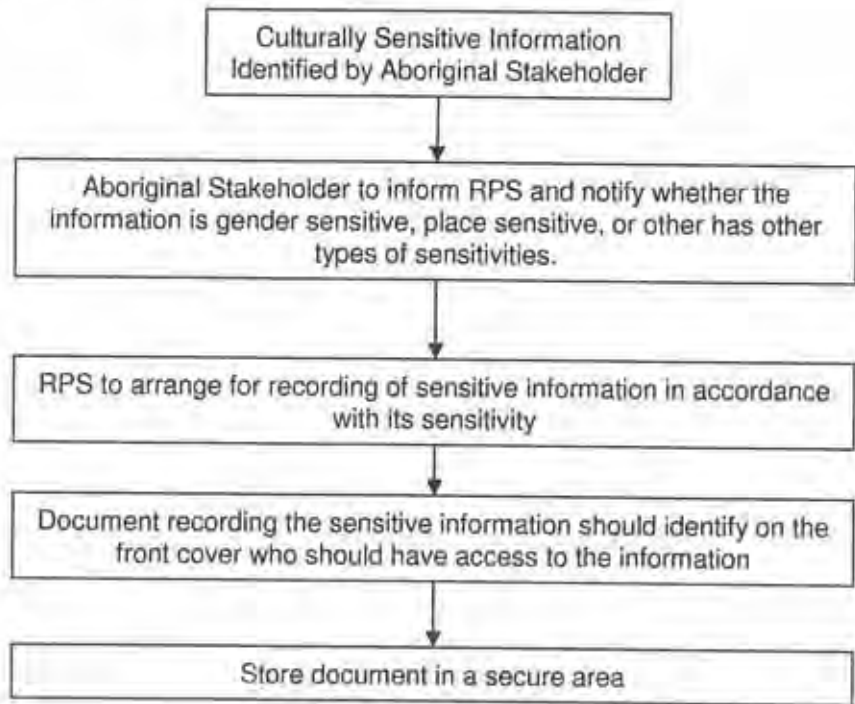 Culturally Sensitive Information
Identified by Aboriginal Stakeholder
Aboriginal Stakeholder to inform RPS and notify whether the
information is gender sensitive, place sensitive, or other has other
types of sensitivities.
RPS to arrange for recording of sensitive information in accordance
with its sensitivity
Document recording the sensitive information should identify on the
front cover who should have access to the information
Store document in a secure area